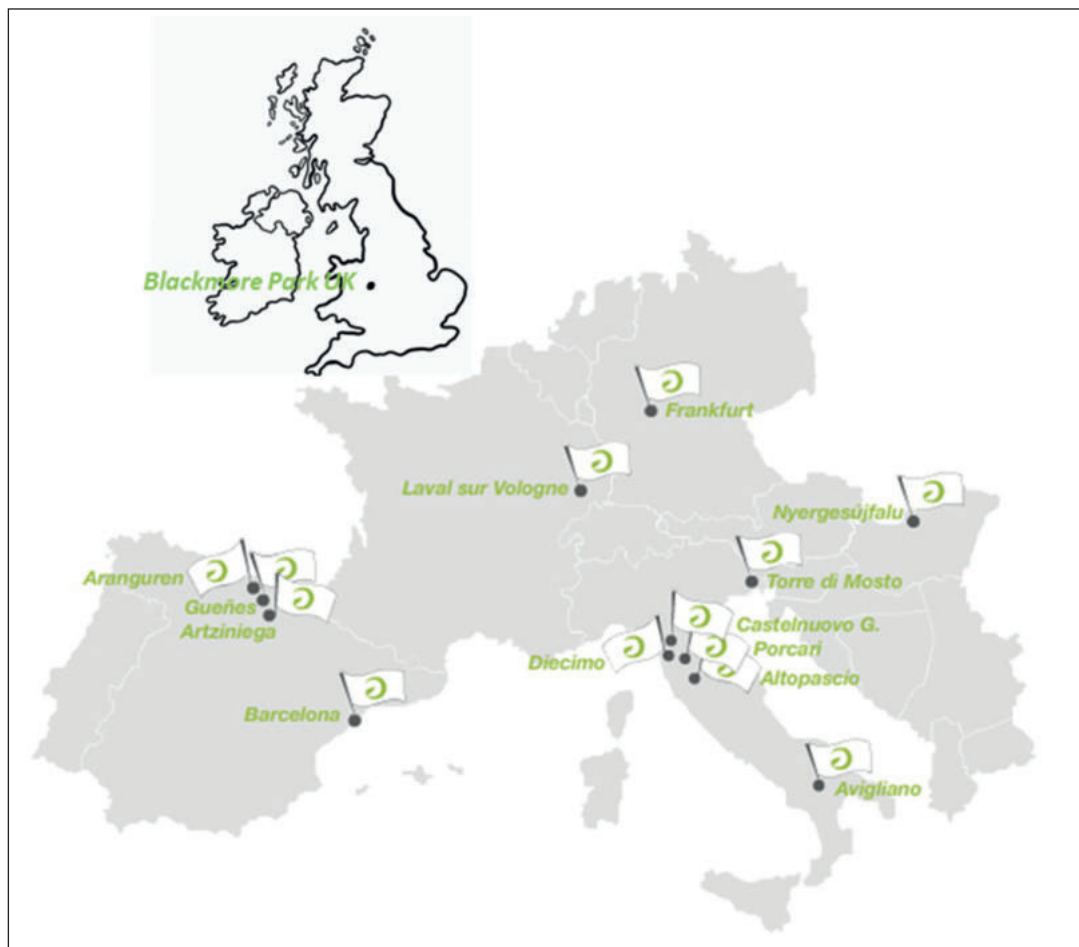 Blackmore Park UK
Frankfurt
Laval sur Vologne
Nyergesújfalu
Aranguren
Torre di Mosto
Gueñes
Artziniega
Castelnuovo G.
Porcari
Diecimo
Altopascio
Barcelona
Avigliano